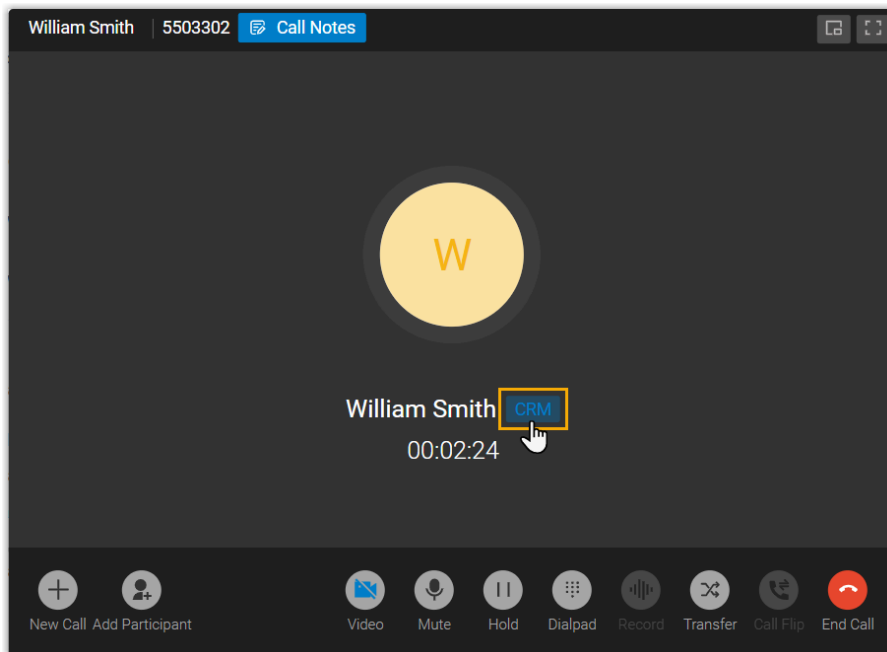 William Smith 5503302 Call Notes
W
William Smith CRM
00:02:24
New Call Add Participant Video Mute Hold Dialpad Record Transfer Call Flip End Call